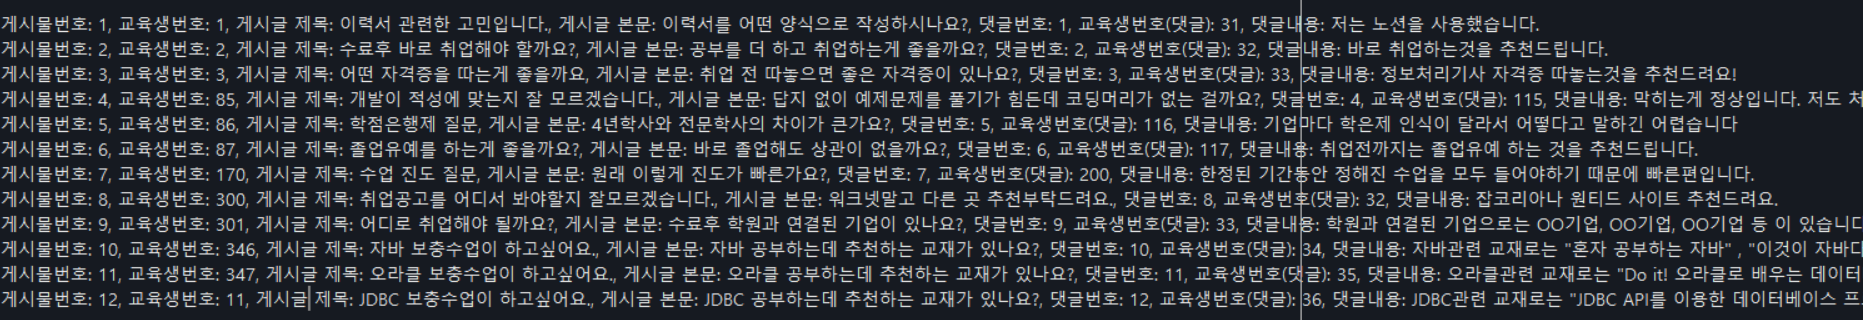 게시물번호: 1, 교육생번호: 1, 게시글 제목: 이력서 관련한 고민입니다., 게시글 본문: 이력서를 어떤 양식으로 작성하시나요?, 댓글번호: 1, 교육생번호(댓글): 31, 댓글내용: 저는 노션을 사용했습니다.
게시물번호: 2, 교육생번호: 2, 게시글 제목: 수료후 바로 취업해야 할까요?, 게시글 본문: 공부를 더 하고 취업하는게 좋을까요?, 댓글번호: 2, 교육생번호(댓글): 32, 댓글내용: 바로 취업하는것을 추천드립니다.
게시물번호: 3, 교육생번호: 3, 게시글 제목: 어떤 자격증을 따는게 좋을까요, 게시글 본문: 취업 전 따놓으면 좋은 자격증이 있나요?, 댓글번호: 3, 교육생번호(댓글): 33, 댓글내용: 정보처리기사 자격증 따놓는것을 추천드려요!
게시물번호: 4, 교육생번호: 85, 게시글 제목: 개발이 적성에 맞는지 잘 모르겠습니다., 게시글 본문: 답지 없이 예제문제를 풀기가 힘든데 코딩머리가 없는 걸까요?, 댓글번호: 4, 교육생번호(댓글): 115, 댓글내용: 막히는게 정상입니다. 저도 처
게시물번호: 5, 교육생번호: 86, 게시글 제목: 학점은행제 질문, 게시글 본문: 4년학사와 전문학사의 차이가 큰가요?, 댓글번호: 5, 교육생번호(댓글): 116, 댓글내용: 기업마다 학은제 인식이 달라서 어떻다고 말하긴 어렵습니다
게시물번호: 6, 교육생번호: 87, 게시글 제목: 졸업유예를 하는게 좋을까요?, 게시글 본문: 바로 졸업해도 상관이 없을까요?, 댓글번호: 6, 교육생번호(댓글): 117, 댓글내용: 취업전까지는 졸업유예 하는 것을 추천드립니다.
게시물번호: 7, 교육생번호: 170, 게시글 제목: 수업 진도 질문, 게시글 본문: 원래 이렇게 진도가 빠른가요?, 댓글번호: 7, 교육생번호(댓글): 200, 댓글내용: 한정된 기간동안 정해진 수업을 모두 들어야하기 때문에 빠른편입니다.
게시물번호: 8, 교육생번호: 300, 게시글 제목: 취업공고를 어디서 봐야할지 잘모르겠습니다., 게시글 본문: 워크넷말고 다른 곳 추천부탁드려요., 댓글번호: 8, 교육생번호(댓글): 32, 댓글내용: 잡코리아나 원티드 사이트 추천드려요.
게시물번호: 9, 교육생번호: 301, 게시글 제목: 어디로 취업해야 될까요?, 게시글 본문: 수료후 학원과 연결된 기업이 있나요?, 댓글번호: 9, 교육생번호(댓글): 33, 댓글내용: 학원과 연결된 기업으로는 OO기업, OO기업, OO기업 등 이 있습니다
게시물번호: 10, 교육생번호: 346, 게시글 제목: 자바 보충수업이 하고싶어요., 게시글 본문: 자바 공부하는데 추천하는 교재가 있나요?, 댓글번호: 10, 교육생번호(댓글): 34, 댓글내용: 자바관련 교재로는 "혼자 공부하는 자바" , "이것이 자바다
게시물번호: 11, 교육생번호: 347, 게시글 제목: 오라클 보충수업이 하고싶어요., 게시글 본문: 오라클 공부하는데 추천하는 교재가 있나요?, 댓글번호: 11, 교육생번호(댓글): 35, 댓글내용: 오라클관련 교재로는 "Do it! 오라클로 배우는 데이터
게시물번호: 12, 교육생번호: 11, 게시글 제목: JDBC 보충수업이 하고싶어요., 게시글 본문: JDBC 공부하는데 추천하는 교재가 있나요?, 댓글번호: 12, 교육생번호(댓글): 36, 댓글내용: JDBC관련 교재로는 "JDBC API를 이용한 데이터베이스 프